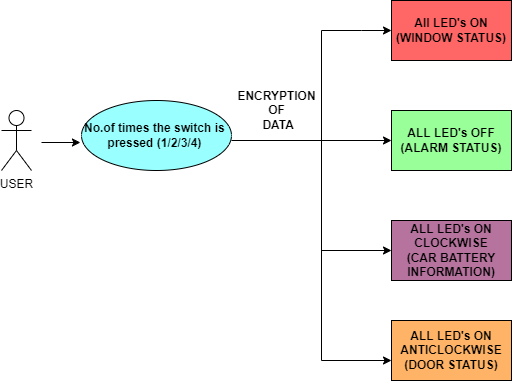 USER
No.of times the switch is
pressed (1/2/3/4)
ENCRYPTION
OF
DATA
All LED's ON
(WINDOW STATUS)
ALL LED's OFF
(ALARM STATUS)
ALL LED's ON
CLOCKWISE
(CAR BATTERY
INFORMATION)
ALL LED's ON
ANTICLOCKWISE
(DOOR STATUS)